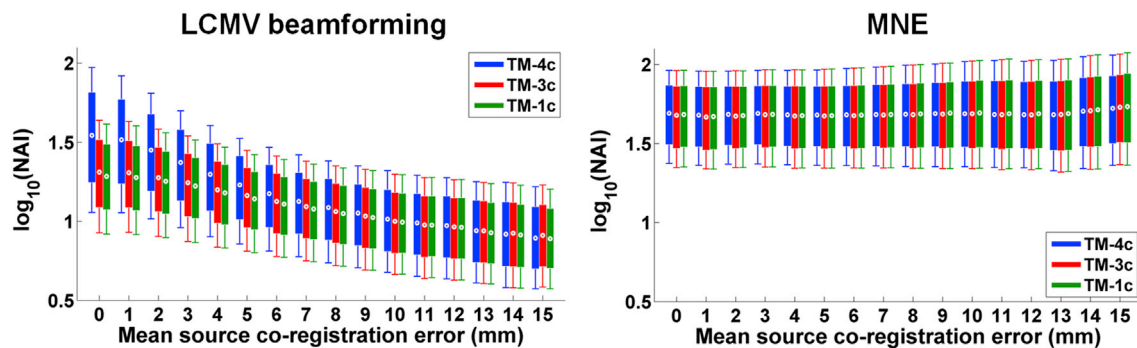 LCMV beamforming
log10(NAI)
2
1.5
1
0.5
TM-4c
TM-3c
TM-1c
0 1 2 3 4 5 6 7 8 9 10 11 12 13 14 15
Mean source co-registration error (mm)
MNE
log10(NAI)
2
1.5
1
0.5
TM-4c
TM-3c
TM-1c
0 1 2 3 4 5 6 7 8 9 10 11 12 13 14 15
Mean source co-registration error (mm)